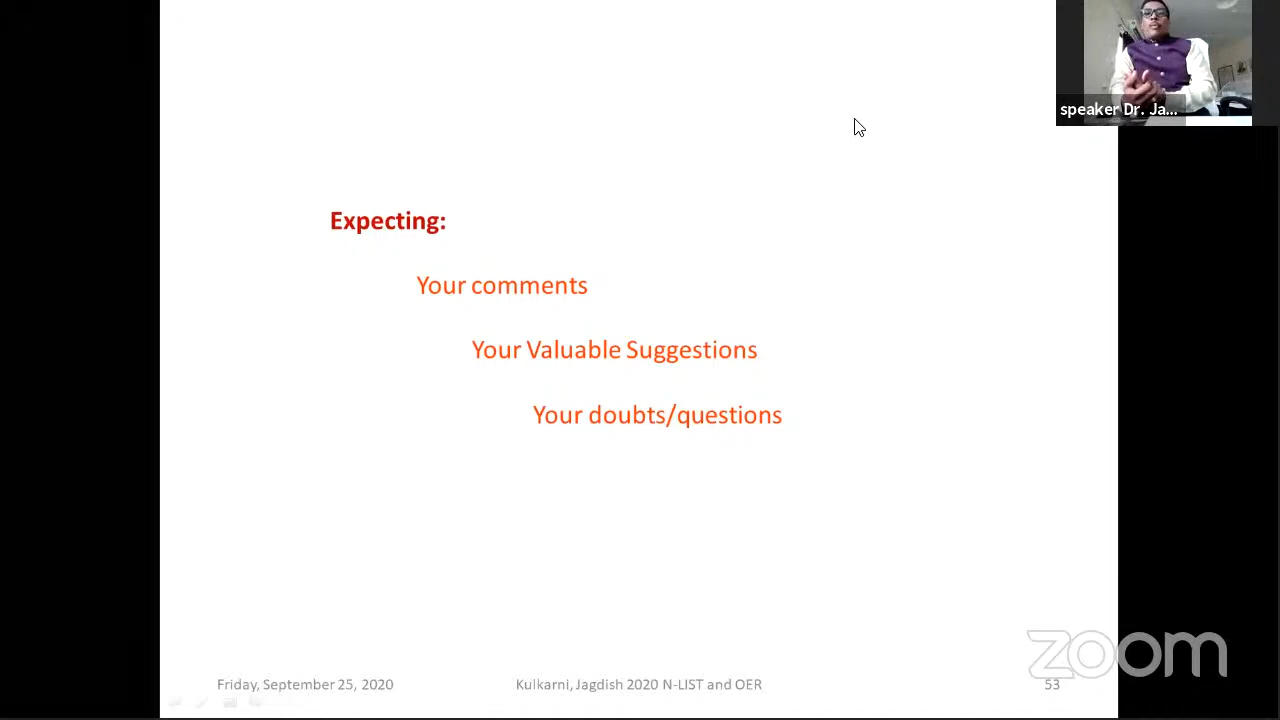 speaker Dr. Ja...
Expecting:
Your comments
Your Valuable Suggestions
Your doubts/questions
zoom
Friday, September 25, 2020
Kulkarni, Jagdish 2020 N-LIST and OER
53